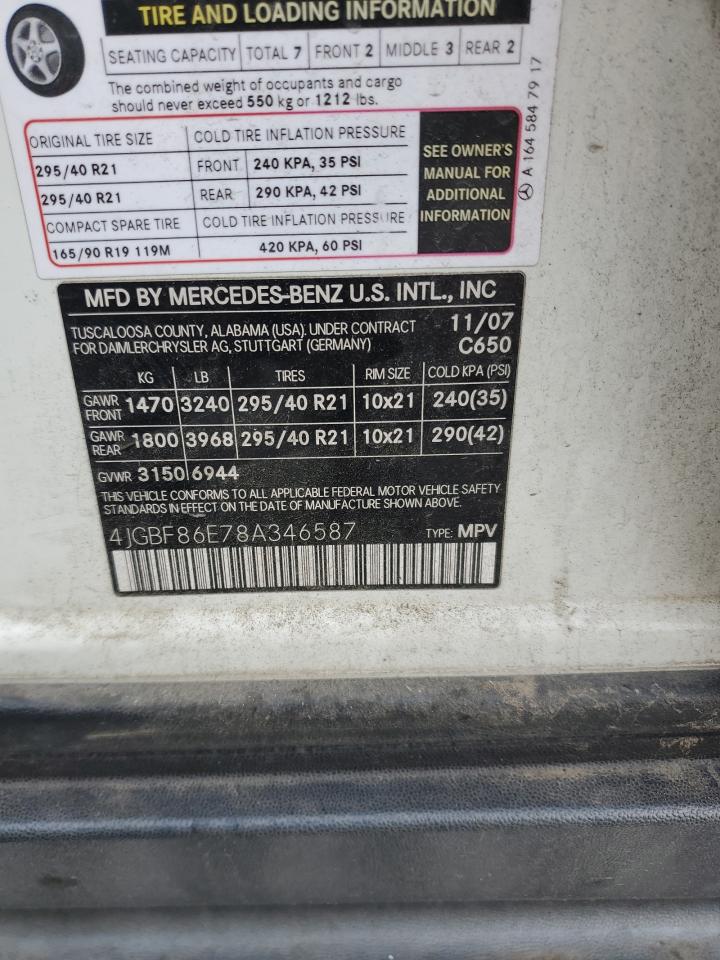 TIRE AND LOADING INFORMATION
SEATING CAPACITY TOTAL 7 FRONT 2 MIDDLE 3 REAR 2
The combined weight of occupants and cargo
should never exceed 550 kg or 1212 lbs.
ORIGINAL TIRE SIZE COLD TIRE INFLATION PRESSURE
295/40 R21 FRONT 240 KPA, 35 PSI
295/40 R21 REAR 290 KPA, 42 PSI
COMPACT SPARE TIRE COLD TIRE INFLATION PRESSURE
165/90 R19 119M 420 KPA, 60 PSI
SEE OWNER'S
MANUAL FOR
ADDITIONAL
INFORMATION
A 164 584 79 17
MFD BY MERCEDES-BENZ U.S. INTL., INC
TUSCALOOSA COUNTY, ALABAMA (USA). UNDER CONTRACT 11/07
FOR DAIMLERCHRYSLER AG, STUTTGART (GERMANY) C650
KG LB TIRES RIM SIZE COLD KPA (PSI)
GAWR FRONT 1470 3240 295/40 R21 10x21 240(35)
GAWR REAR 1800 3968 295/40 R21 10x21 290(42)
GVWR 3150 6944
THIS VEHICLE CONFORMS TO ALL APPLICABLE FEDERAL MOTOR VEHICLE SAFETY
STANDARDS IN EFFECT ON THE DATE OF MANUFACTURE SHOWN ABOVE.
4JGBF86E78A346587 TYPE: MPV